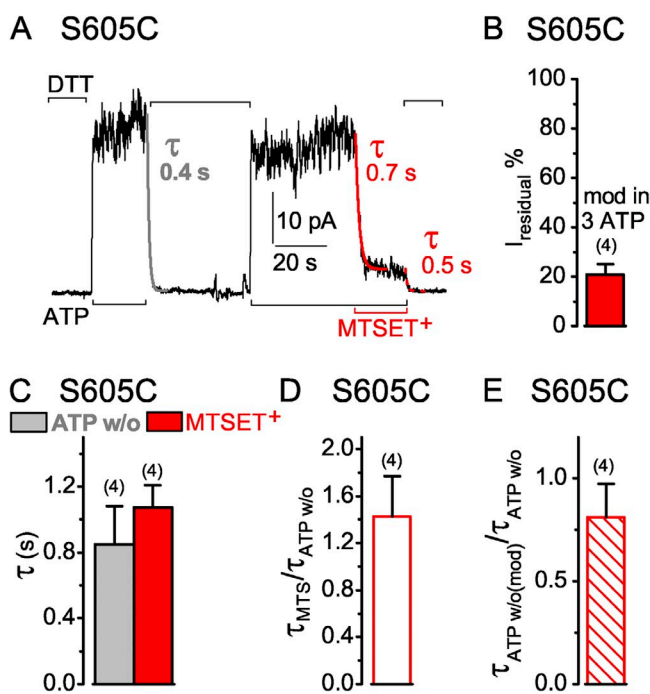 A S605C
DTT
τ
0.4 s
τ
0.7 s
10 pA
20 s
τ
0.5 s
ATP
MTSET+
B S605C
I residual %
100
80
60
40
20
0
mod in
3 ATP
(4)
C S605C
ATP w/o MTSET+
τ (s)
1.2
0.8
0.4
0.0
(4)
(4)
D S605C
τMTS/τATP w/o
2.0
1.6
1.2
0.8
0.4
0.0
(4)
E S605C
τATP w/o(mod)/τATP w/o
1.0
0.5
0.0
(4)